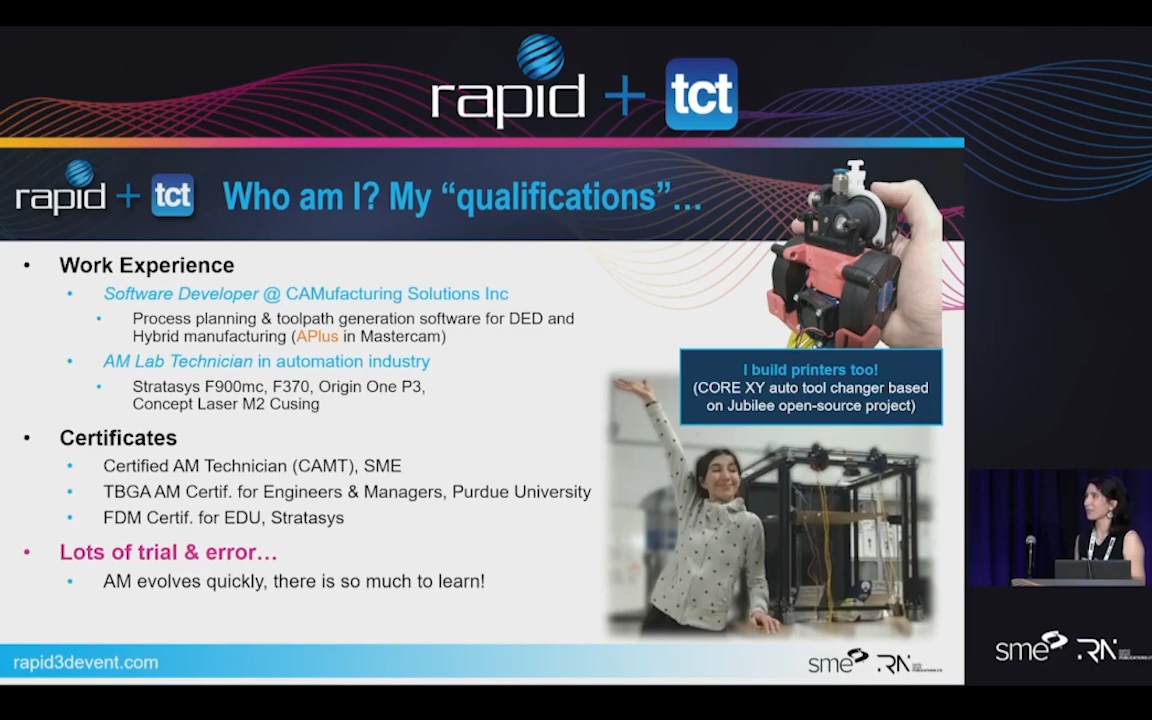 rapid + tct
rapid + tct
Who am I? My “qualifications”…
• Work Experience
• Software Developer @ CAMufacturing Solutions Inc
• Process planning & toolpath generation software for DED and
Hybrid manufacturing (APlus in Mastercam)
• AM Lab Technician in automation industry
• Stratasys F900mc, F370, Origin One P3,
Concept Laser M2 Cusing
• Certificates
• Certified AM Technician (CAMT), SME
• TBGA AM Certif. for Engineers & Managers, Purdue University
• FDM Certif. for EDU, Stratasys
• Lots of trial & error…
• AM evolves quickly, there is so much to learn!
I build printers too!
(CORE XY auto tool changer based
on Jubilee open-source project)
rapid3devent.com
sme
sme